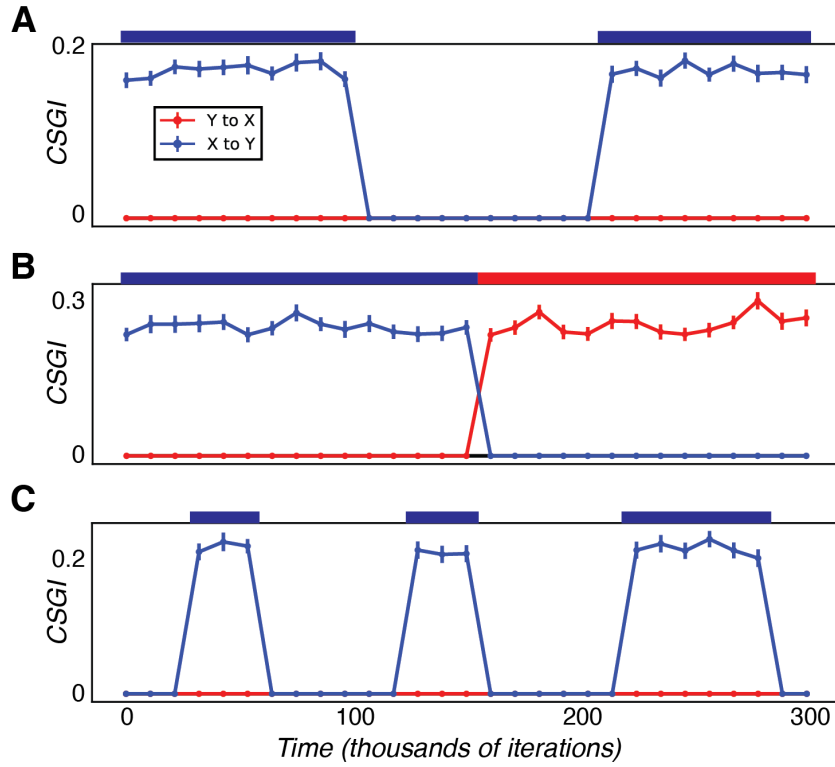 A
0.2
CSGI
Y to X
X to Y
0
B
0.3
CSGI
0
C
0.2
CSGI
0
0 100 200 300
Time (thousands of iterations)